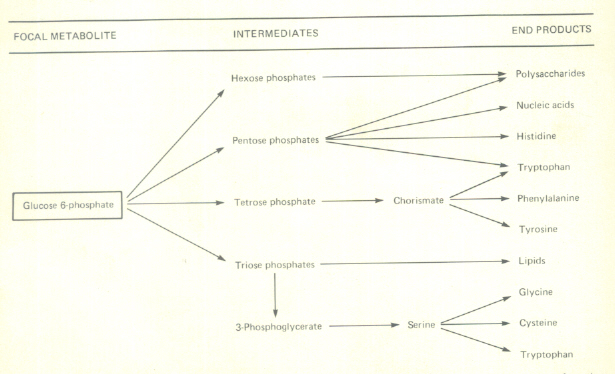 FOCAL METABOLITE
INTERMEDIATES
END PRODUCTS
Hexose phosphates
Polysaccharides
Nucleic acids
Pentose phosphates
Histidine
Tryptophan
Glucose 6-phosphate
Tetrose phosphate
Chorismate
Phenylalanine
Tyrosine
Triose phosphates
Lipids
Glycine
3-Phosphoglycerate
Serine
Cysteine
Tryptophan